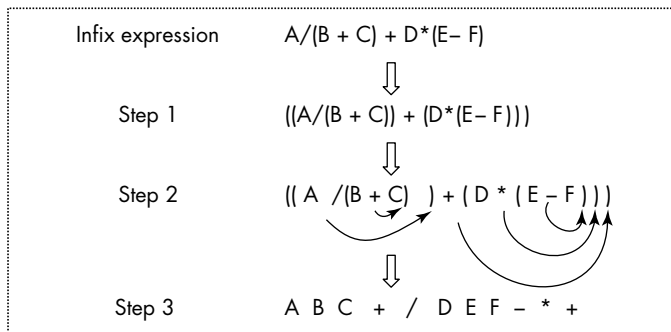 Infix expression A/(B + C) + D*(E– F)
Step 1 ((A/(B + C)) + (D*(E– F)))
Step 2 (( A /(B + C) ) + ( D * ( E – F ) ) )
Step 3 A B C + / D E F – * +